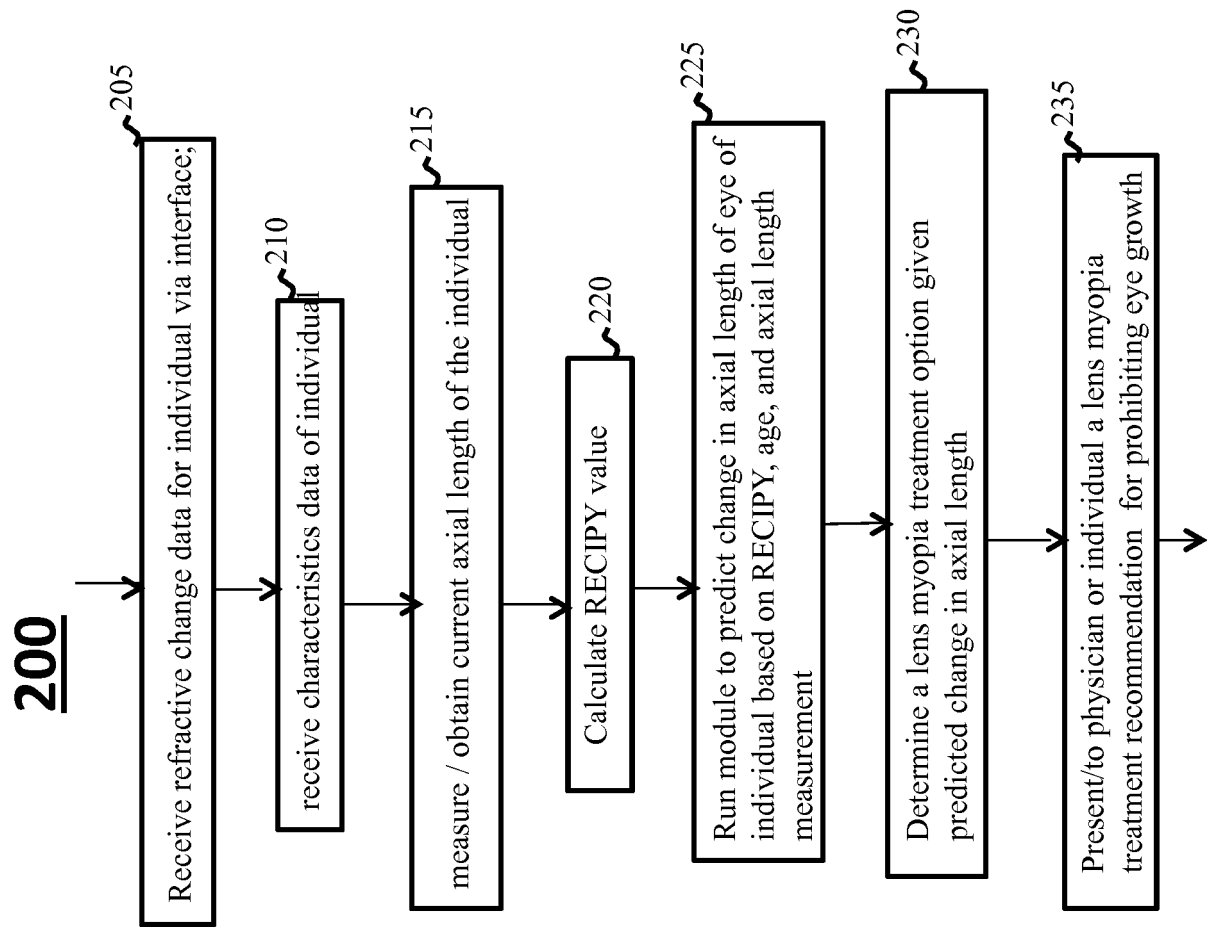 200
205
Receive refractive change data for individual via interface;
210
receive characteristics data of individual
215
measure / obtain current axial length of the individual
220
Calculate RECIPY value
225
Run module to predict change in axial length of eye of
individual based on RECIPY, age, and axial length
measurement
230
Determine a lens myopia treatment option given
predicted change in axial length
235
Present/to physician or individual a lens myopia
treatment recommendation for prohibiting eye growth